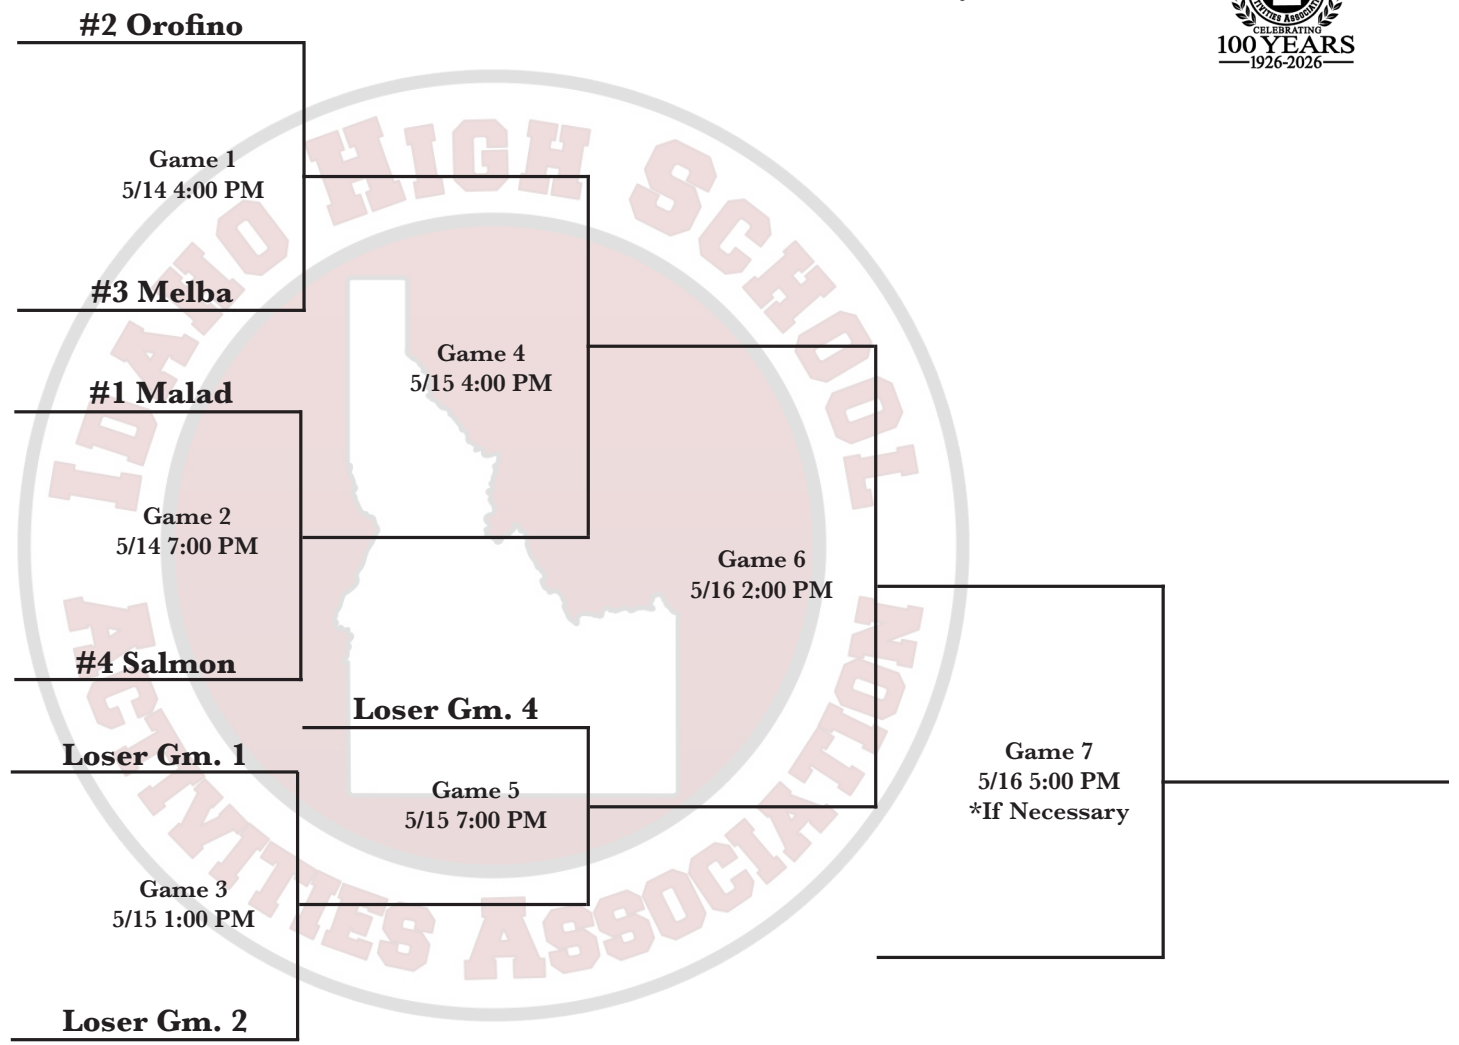 #2 Orofino
CELEBRATING
100 YEARS
1926-2026
Game 1
5/14 4:00 PM
#3 Melba
Game 4
5/15 4:00 PM
#1 Malad
Game 2
5/14 7:00 PM
Game 6
5/16 2:00 PM
#4 Salmon
Loser Gm. 4
Loser Gm. 1
Game 5
5/15 7:00 PM
Game 7
5/16 5:00 PM
*If Necessary
Game 3
5/15 1:00 PM
Loser Gm. 2
IDAHO HIGH SCHOOL
ACTIVITIES ASSOCIATION